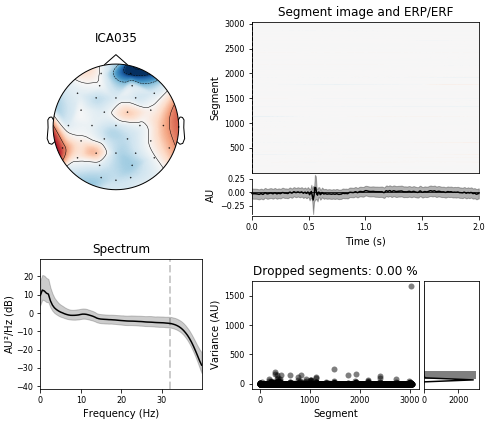 Segment image and ERP/ERF
ICA035
3000
2500
2000
1500
1000
500
Segment
0.25
0.00
−0.25
AU
0.0 0.5 1.0 1.5 2.0
Time (s)
Spectrum
20
10
0
−10
−20
−30
−40
AU²/Hz (dB)
0 10 20 30
Frequency (Hz)
Dropped segments: 0.00 %
1500
1000
500
0
Variance (AU)
0 1000 2000 3000
Segment
0 2000